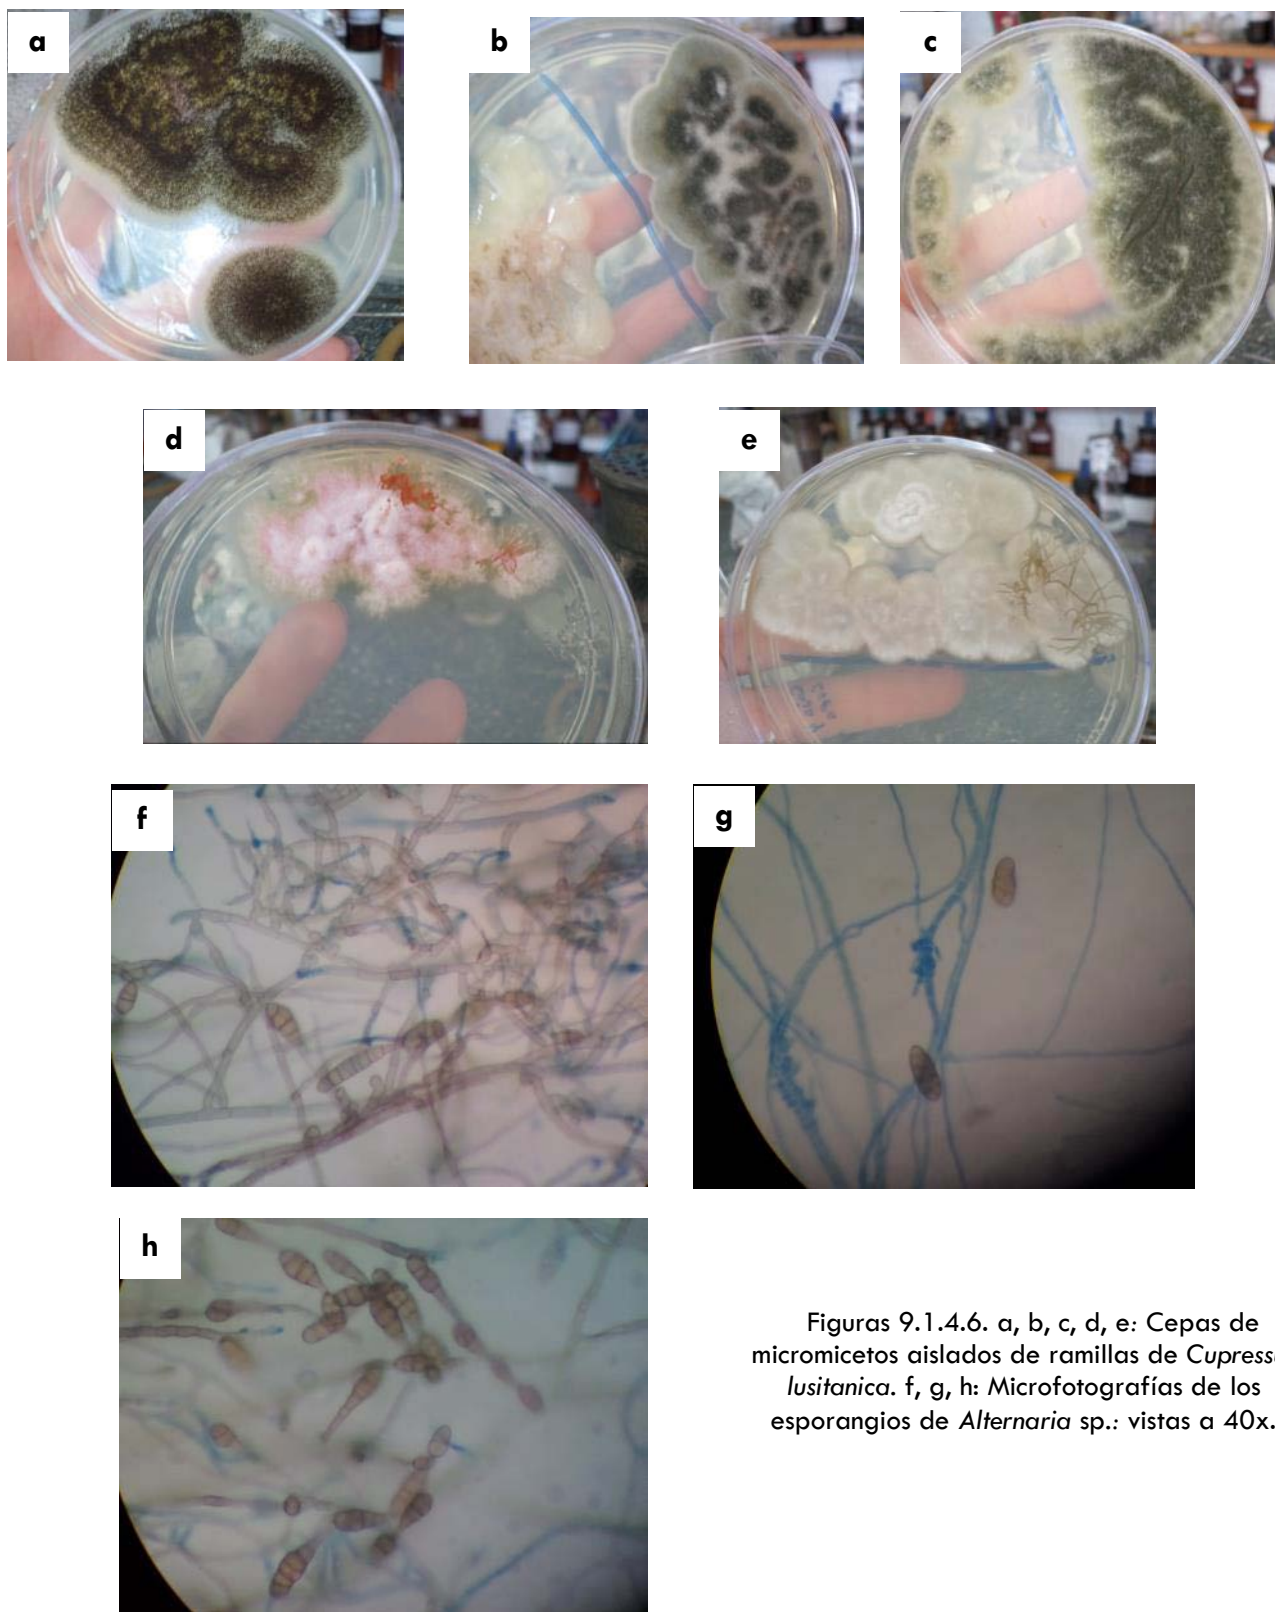 a
b
c
d
e
f
g
h
Figuras 9.1.4.6. a, b, c, d, e: Cepas de
micromicetos aislados de ramillas de
lusitanica. f, g, h: Microfotografías de los
esporangios de Alternaria sp.: vistas a 40x.